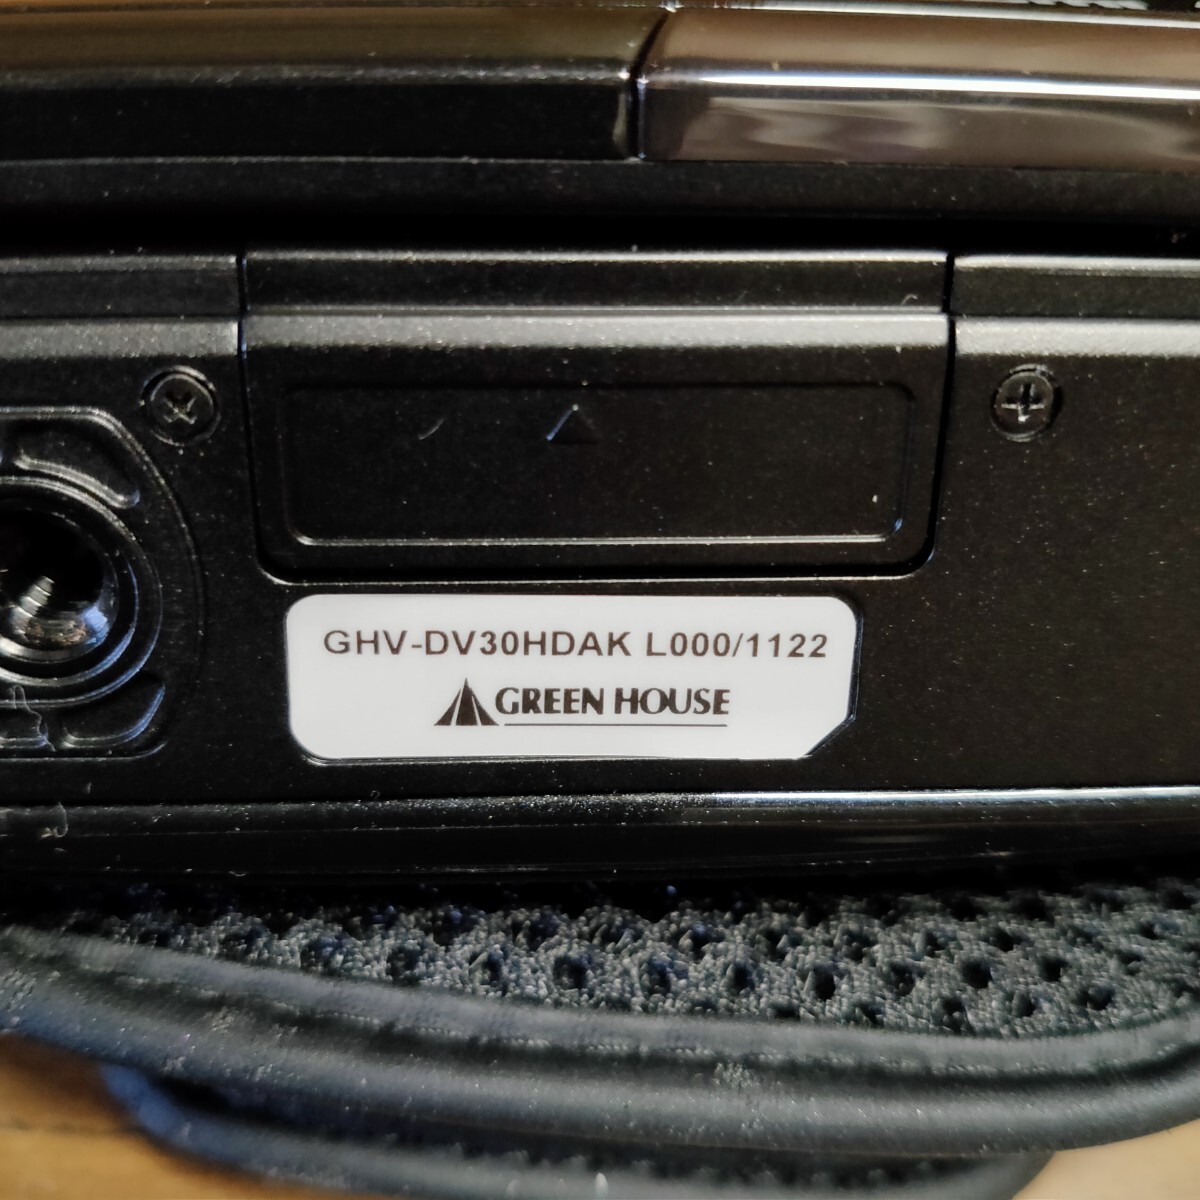 GHV-DV30HDAK L000/1122
GREEN HOUSE